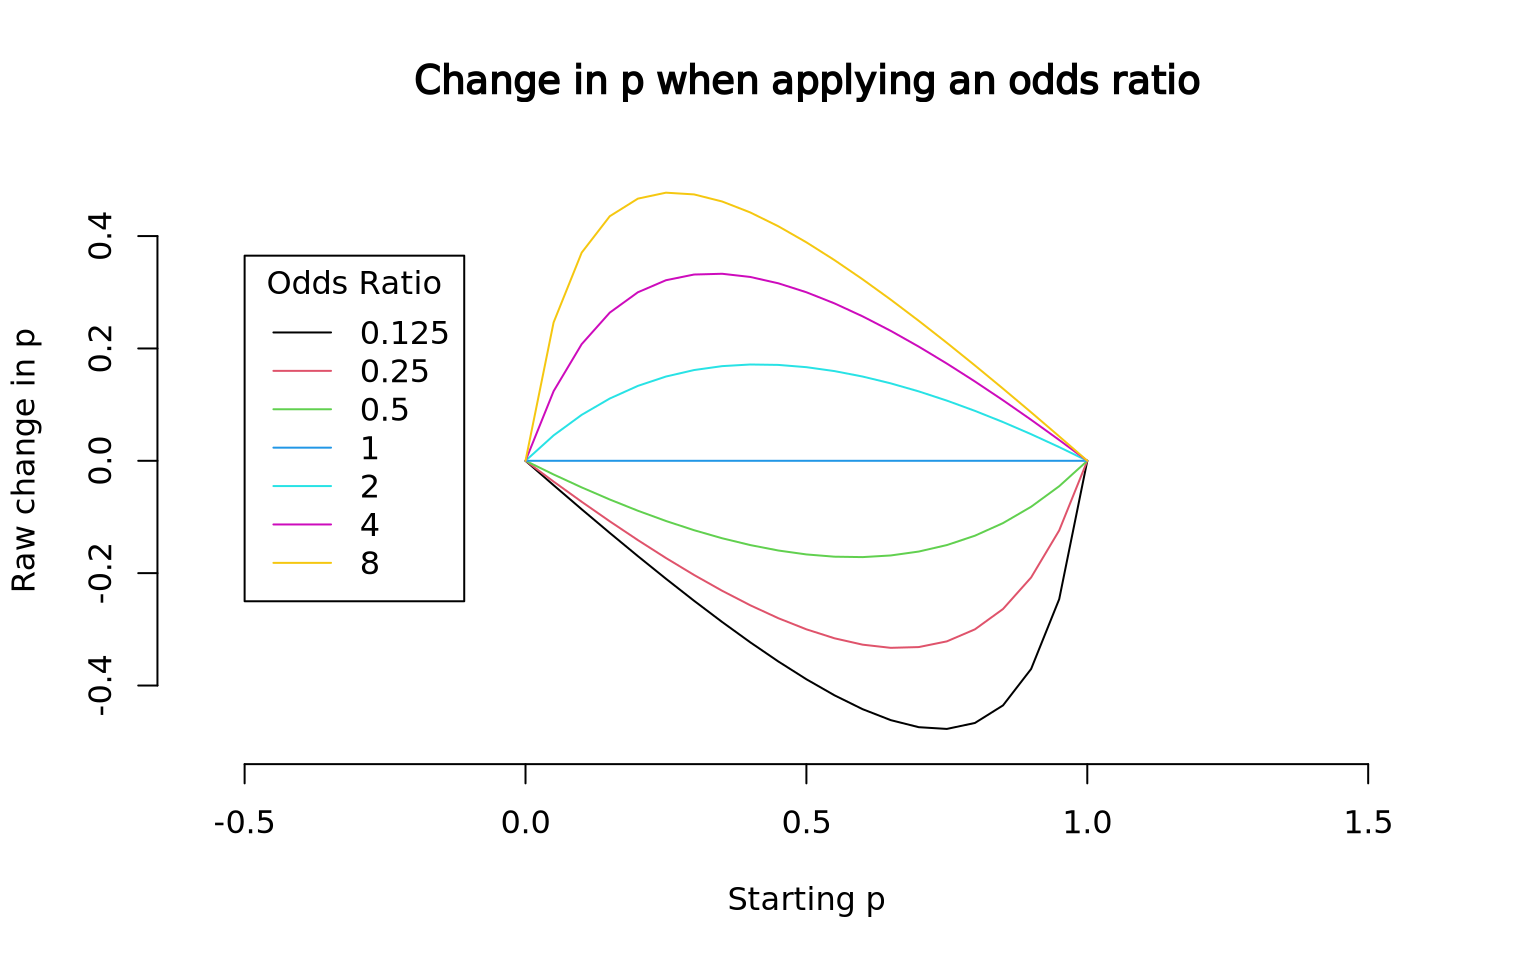 Change in p when applying an odds ratio
Raw change in p
0.4
0.2
0.0
-0.2
-0.4
Odds Ratio
0.125
0.25
0.5
1
2
4
8
-0.5 0.0 0.5 1.0 1.5
Starting p